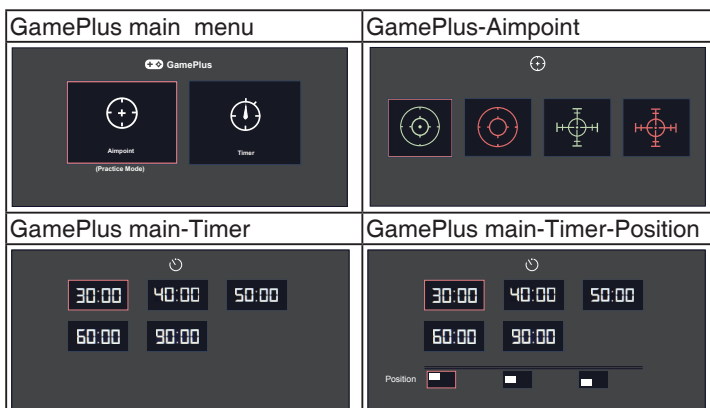 GamePlus main menu
GamePlus-Aimpoint
GamePlus
Aimpoint
Timer
(Practice Mode)
GamePlus main-Timer
GamePlus main-Timer-Position
30:00 40:00 50:00
60:00 90:00
30:00 40:00 50:00
60:00 90:00
Position